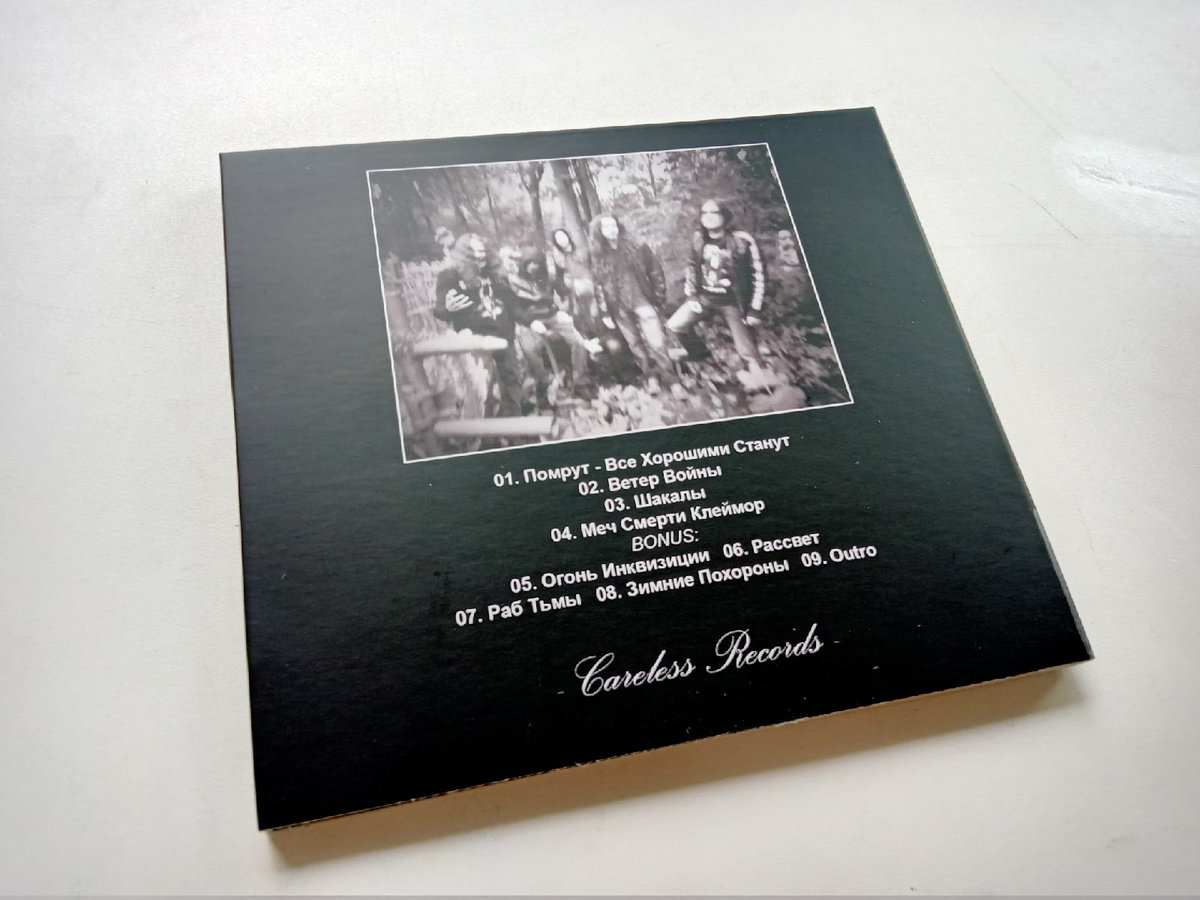 01. Помрут - Все Хорошими Станут
02. Ветер Войны
03. Шакалы
04. Меч Смерти Клеймор
BONUS:
05. Огонь Инквизиции 06. Рассвет
07. Раб Тьмы 08. Зимние Похороны 09. Outro
Careless Records